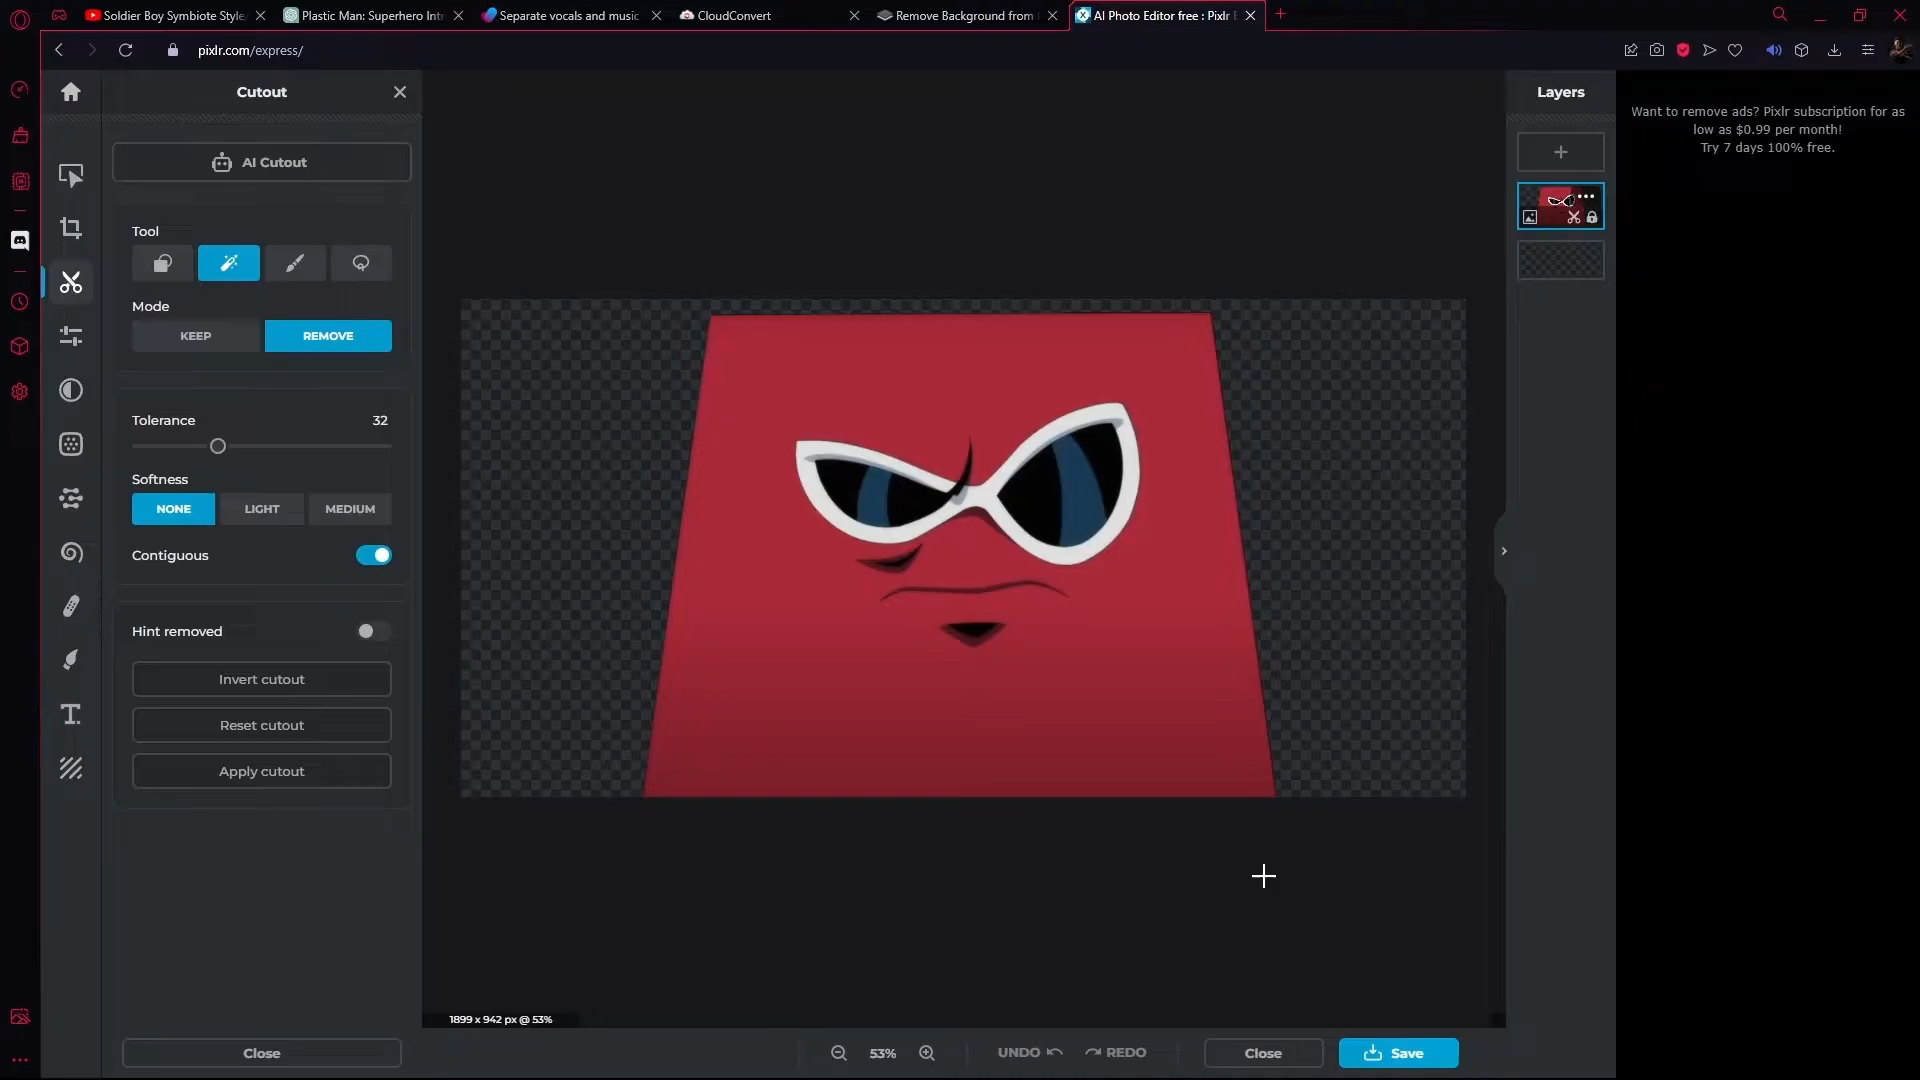 Soldier Boy Symbiote Style
Plastic Man: Superhero Int
Separate vocals and music
CloudConvert
Remove Background from
AI Photo Editor free : Pixlr E
pixlr.com/express/
Cutout
AI Cutout
Tool
Mode
KEEP
REMOVE
Tolerance
32
Softness
NONE
LIGHT
MEDIUM
Contiguous
Hint removed
Invert cutout
Reset cutout
Apply cutout
Close
1899 x 942 px @ 53%
53%
UNDO
REDO
Close
Save
Layers
Want to remove ads? Pixlr subscription for as
low as $0.99 per month!
Try 7 days 100% free.